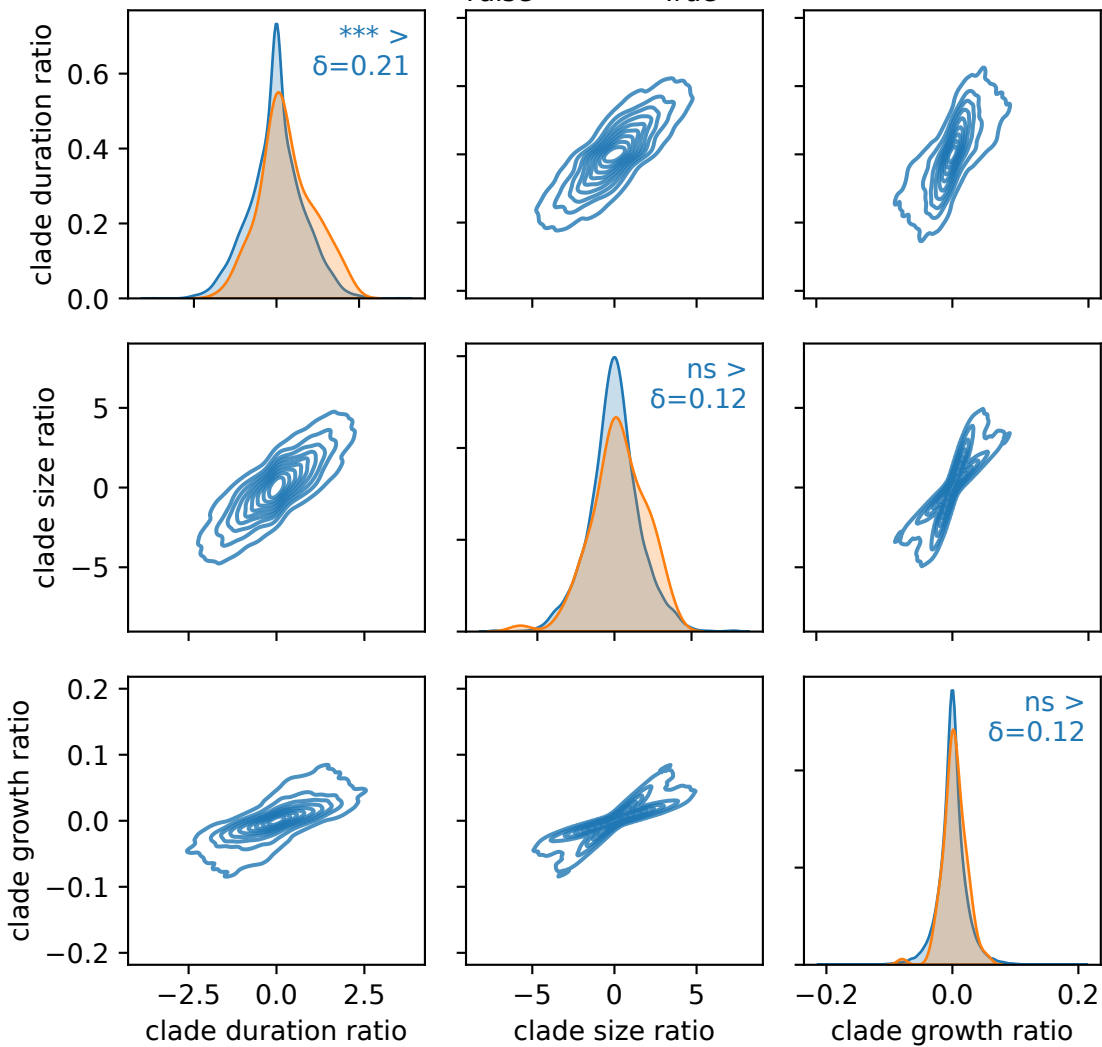 clade duration ratio
0.6
0.4
0.2
0.0
*** >
δ=0.21
clade size ratio
5
0
−5
ns >
δ=0.12
clade growth ratio
0.2
0.1
0.0
−0.1
−0.2
ns >
δ=0.12
−2.5 0.0 2.5
−5 0 5
−0.2 0.0 0.2
clade duration ratio
clade size ratio
clade growth ratio